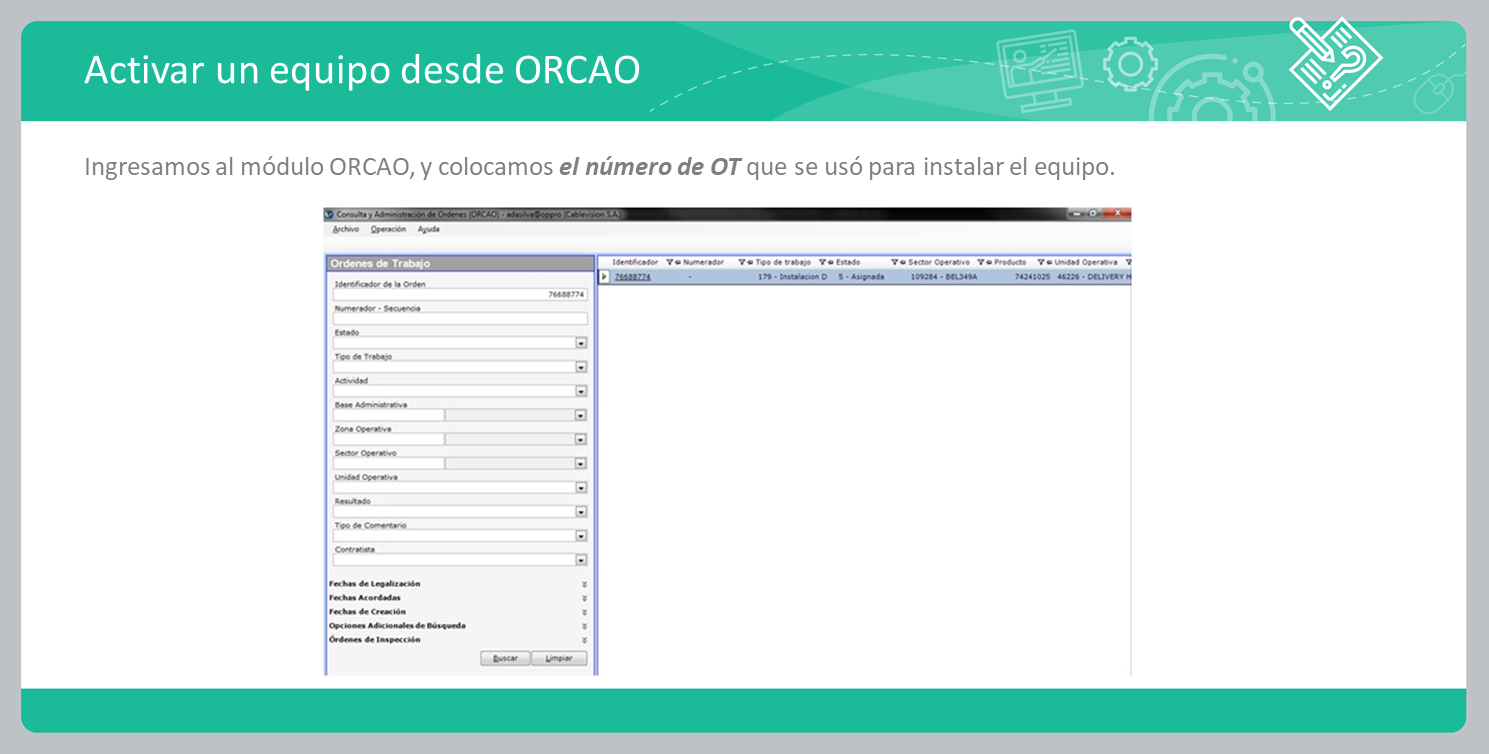 Activar un equipo desde ORCAO
Ingresamos al módulo ORCAO, y colocamos el número de OT que se usó para instalar el equipo.
Consulta y Administración de Ordenes (ORCAO) - adasilva@oppro (Cablevision S.A)
Archivo Operación Ayuda
Ordenes de Trabajo
Identificador Numerador Tipo de trabajo Estado Sector Operativo Producto Unidad Operativa
76688774 - 179 - Instalacion D 5 - Asignada 109284 - BEL349A 74241025 46226 - DELIVERY H
Identificador de la Orden
76688774
Numerador - Secuencia
Estado
Tipo de Trabajo
Actividad
Base Administrativa
Zona Operativa
Sector Operativo
Unidad Operativa
Resultado
Tipo de Comentario
Contratista
Fechas de Legalización
Fechas Acordadas
Fechas de Creación
Opciones Adicionales de Búsqueda
Órdenes de Inspección
Buscar Limpiar